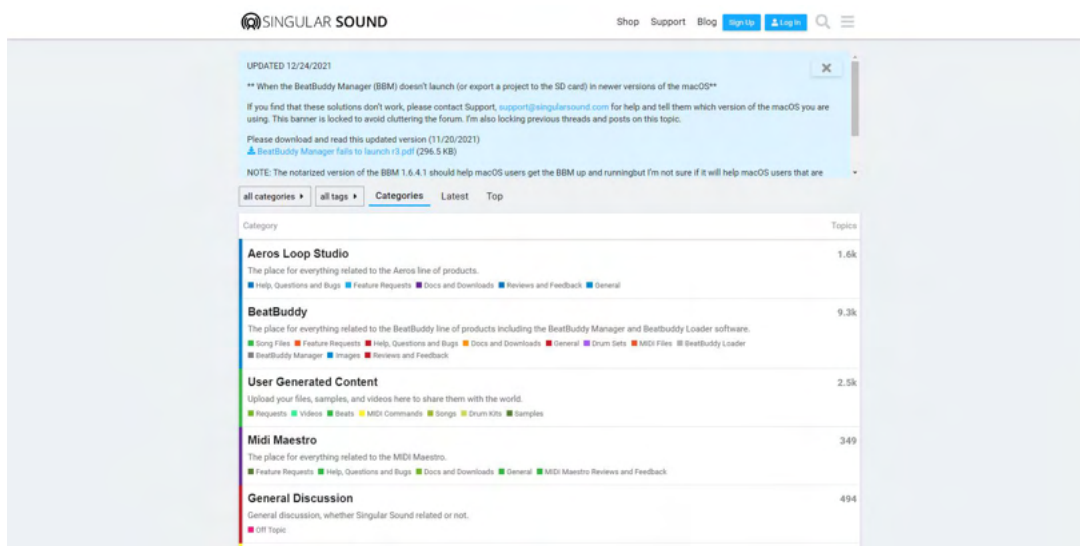 SINGULAR SOUND
Shop Support Blog Sign Up Log In
UPDATED 12/24/2021
** When the BeatBuddy Manager (BBM) doesn't launch (or export a project to the SD card) in newer versions of the macOS**
If you find that these solutions don't work, please contact Support, support@singularsound.com for help and tell them which version of the macOS you are
using. This banner is locked to avoid cluttering the forum. I'm also locking previous threads and posts on this topic.
Please download and read this updated version (11/20/2021)
BeatBuddy Manager fails to launch r3.pdf (296.5 KB)
NOTE: The notarized version of the BBM 1.6.4.1 should help macOS users get the BBM up and runningbut I'm not sure if it will help macOS users that are
all categories all tags Categories Latest Top
Category Topics
Aeros Loop Studio 1.6k
The place for everything related to the Aeros line of products.
Help, Questions and Bugs Feature Requests Docs and Downloads Reviews and Feedback General
BeatBuddy 9.3k
The place for everything related to the BeatBuddy line of products including the BeatBuddy Manager and Beatbuddy Loader software.
Song Files Feature Requests Help, Questions and Bugs Docs and Downloads General Drum Sets MIDI Files BeatBuddy Loader
BeatBuddy Manager Images Reviews and Feedback
User Generated Content 2.5k
Upload your files, samples, and videos here to share them with the world.
Requests Videos Beats MIDI Commands Songs Drum Kits Samples
Midi Maestro 349
The place for everything related to the MIDI Maestro.
Feature Requests Help, Questions and Bugs Docs and Downloads General MIDI Maestro Reviews and Feedback
General Discussion 494
General discussion, whether Singular Sound related or not.
Off Topic